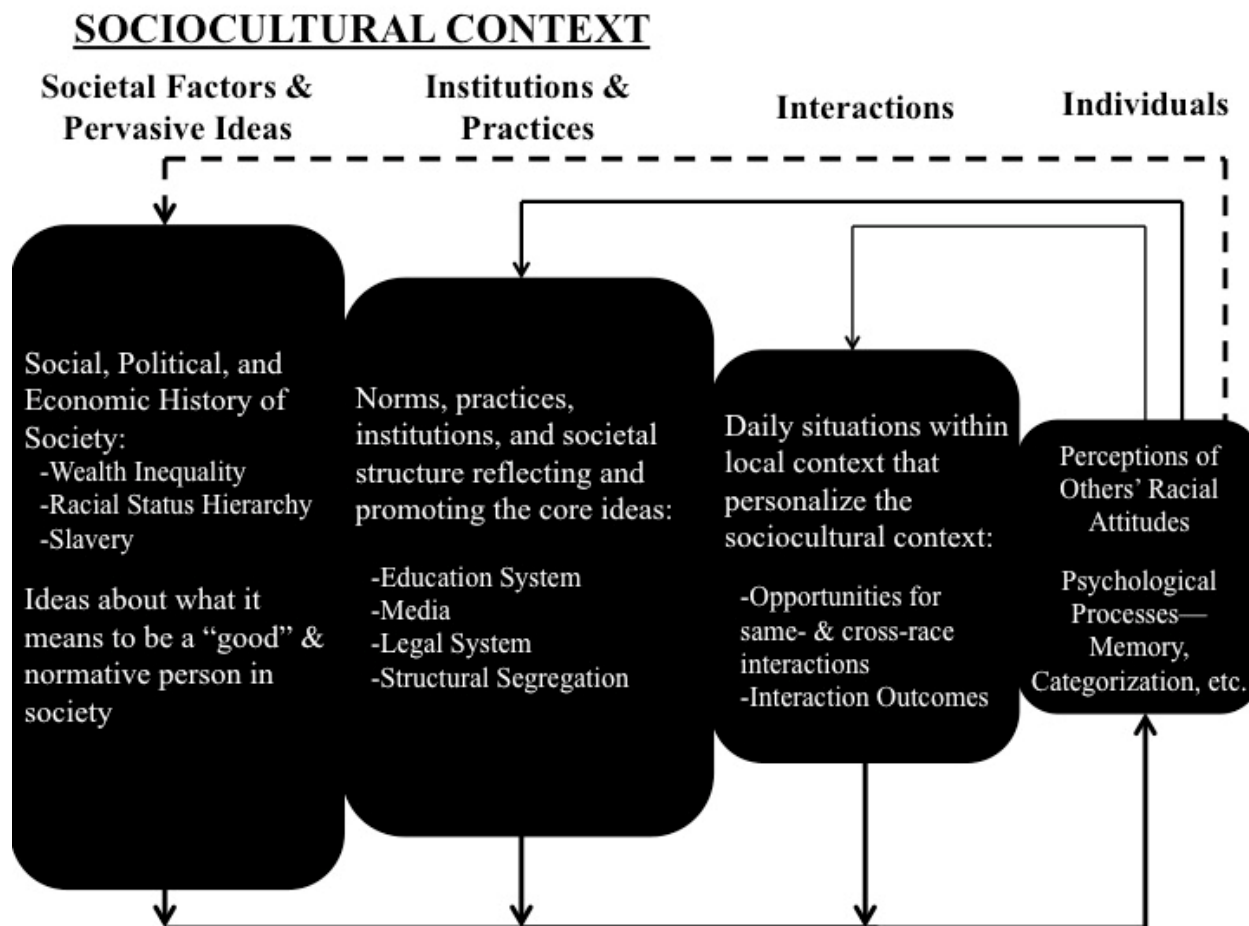 SOCIOCULTURAL CONTEXT
Societal Factors &
Pervasive Ideas
Institutions &
Practices
Interactions
Individuals
Social, Political, and
Economic History of
Society:
-Wealth Inequality
-Racial Status Hierarchy
-Slavery
Ideas about what it
means to be a “good” &
normative person in
society
Norms, practices,
institutions, and societal
structure reflecting and
promoting the core ideas:
-Education System
-Media
-Legal System
-Structural Segregation
Daily situations within
local context that
personalize the
sociocultural context:
-Opportunities for
same- & cross-race
interactions
-Interaction Outcomes
Perceptions of
Others’ Racial
Attitudes
Psychological
Processes—
Memory,
Categorization, etc.